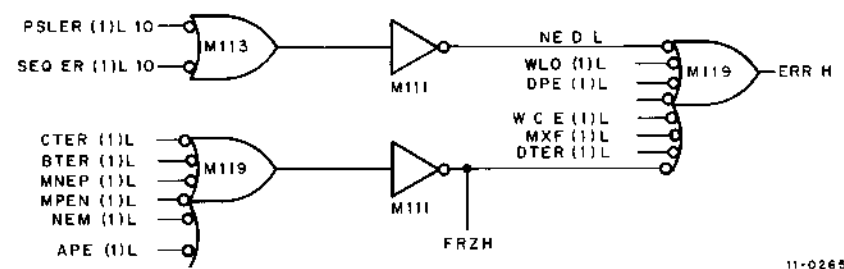 PSLER (1)L 10
M113
SEQ ER (1)L 10
M111
NE D L
WLO (1)L
DPE (1)L
M119
ERR H
W C E (1)L
MXF (1)L
DTER (1)L
CTER (1)L
BTER (1)L
M119
MNEP (1)L
MPEN (1)L
NEM (1)L
APE (1)L
M111
FRZH
11-0265